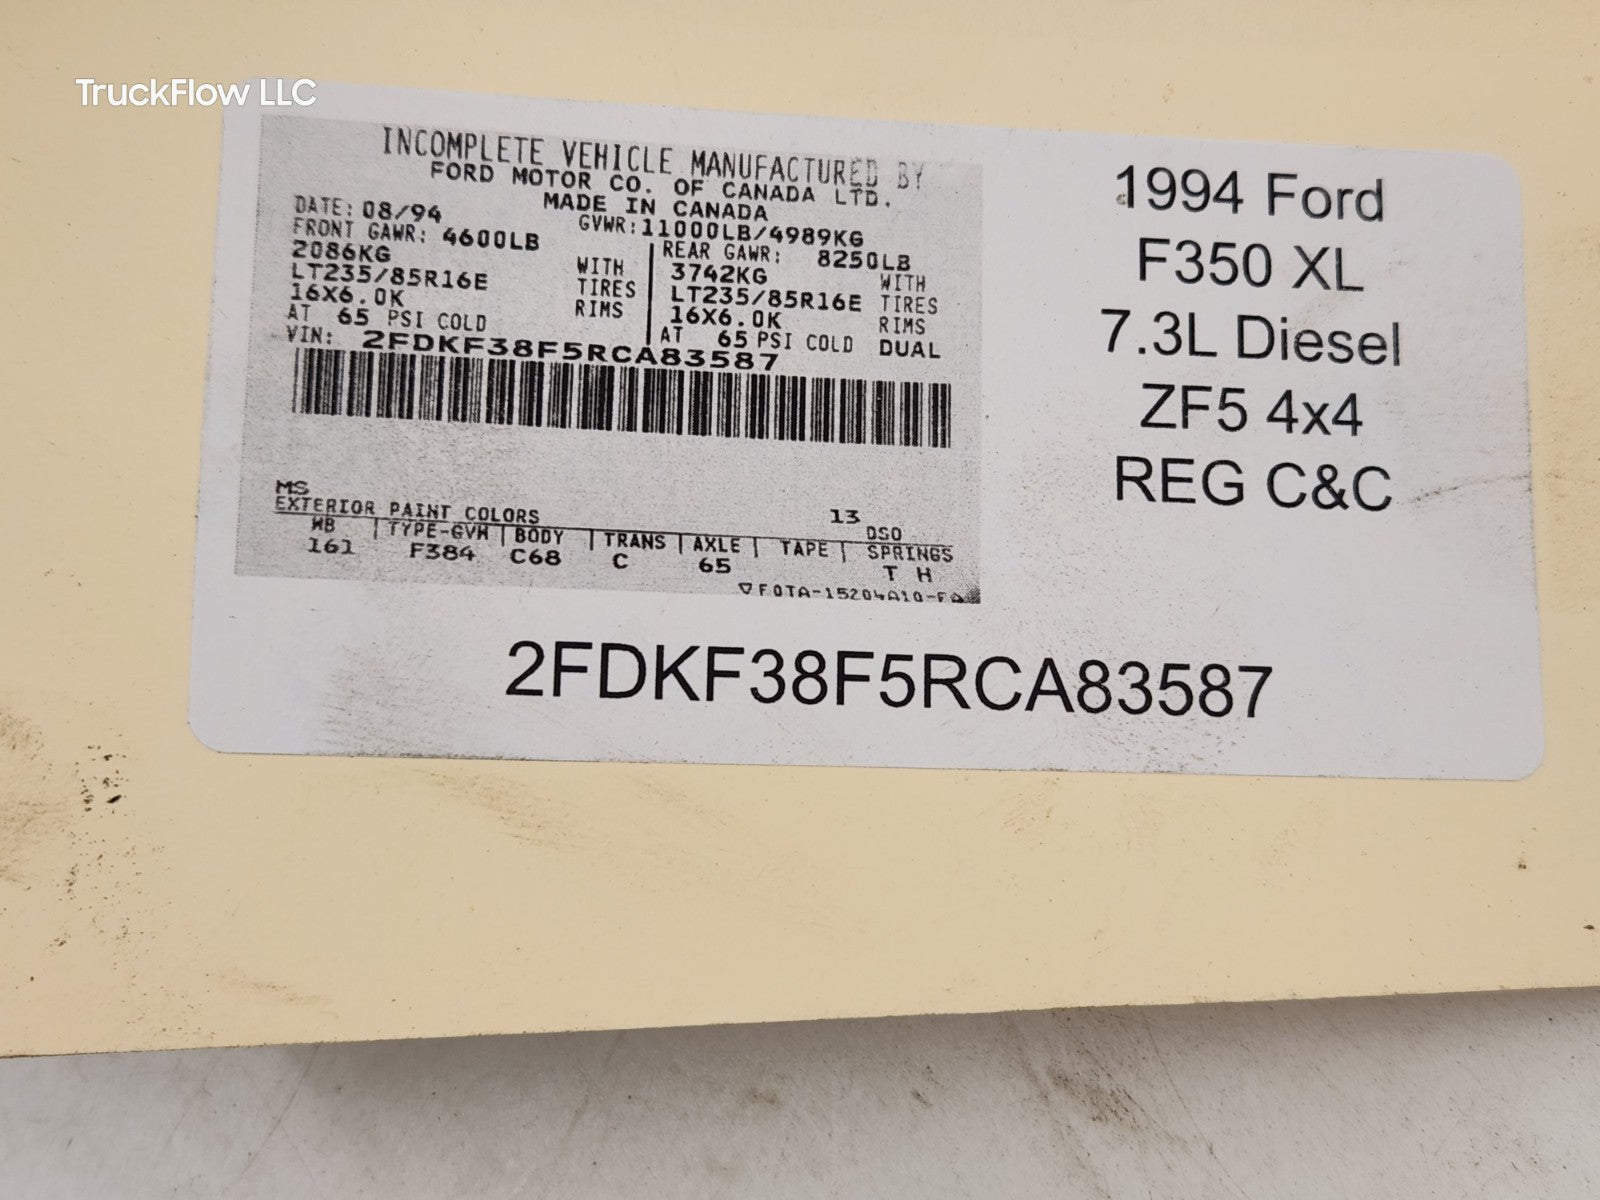 TruckFlow LLC
INCOMPLETE VEHICLE MANUFACTURED BY
FORD MOTOR CO. OF CANADA LTD.
MADE IN CANADA
DATE: 08/94 GVWR: 11000LB/4989KG
FRONT GAWR: 4600LB REAR GAWR: 8250LB
2086KG WITH 3742KG WITH
LT235/85R16E TIRES LT235/85R16E TIRES
16X6.0K RIMS 16X6.0K RIMS
AT 65 PSI COLD AT 65 PSI COLD DUAL
VIN: 2FDKF38F5RCA83587
MS
EXTERIOR PAINT COLORS 13 DSO
WB TYPE-GVW BODY TRANS AXLE TAPE SPRINGS
161 F384 C68 C 65 T H
1994 Ford
F350 XL
7.3L Diesel
ZF5 4x4
REG C&C
2FDKF38F5RCA83587